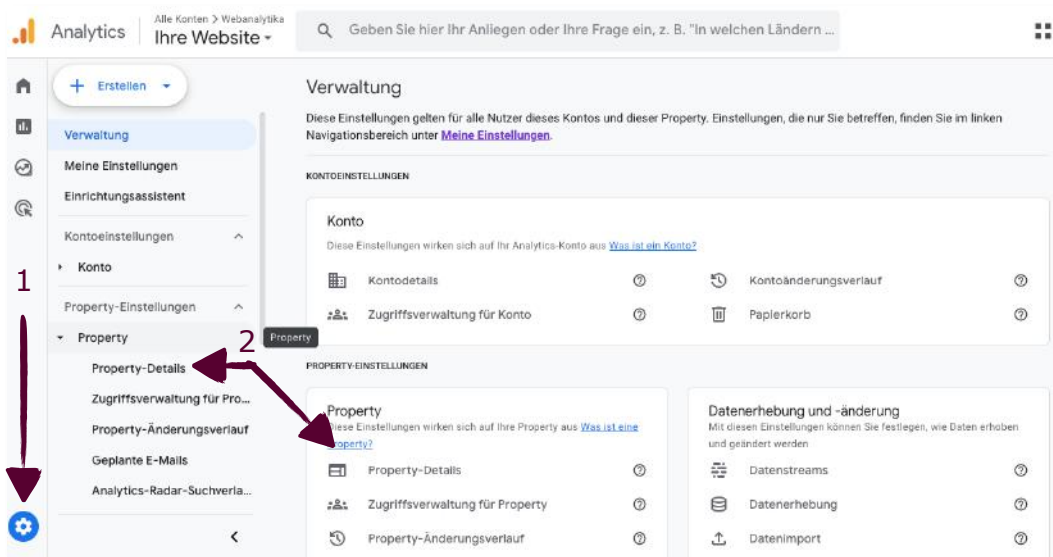 Analytics
Alle Konten > Webanalytika
Ihre Website
Geben Sie hier Ihr Anliegen oder Ihre Frage ein, z. B. "In welchen Ländern ...
Erstellen
Verwaltung
Meine Einstellungen
Einrichtungsassistent
Kontoeinstellungen
Konto
Property-Einstellungen
Property
Property-Details
Zugriffsverwaltung für Pro...
Property-Änderungsverlauf
Geplante E-Mails
Analytics-Radar-Suchverla...
1
2
Property
Verwaltung
Diese Einstellungen gelten für alle Nutzer dieses Kontos und dieser Property. Einstellungen, die nur Sie betreffen, finden Sie im linken
Navigationsbereich unter Meine Einstellungen.
KONTOEINSTELLUNGEN
Konto
Diese Einstellungen wirken sich auf Ihr Analytics-Konto aus Was ist ein Konto?
Kontodetails
Kontoänderungsverlauf
Zugriffsverwaltung für Konto
Papierkorb
PROPERTY-EINSTELLUNGEN
Property
Diese Einstellungen wirken sich auf Ihre Property aus Was ist eine
Property?
Property-Details
Zugriffsverwaltung für Property
Property-Änderungsverlauf
Datenerhebung und -änderung
Mit diesen Einstellungen können Sie festlegen, wie Daten erhoben
und geändert werden
Datenstreams
Datenerhebung
Datenimport